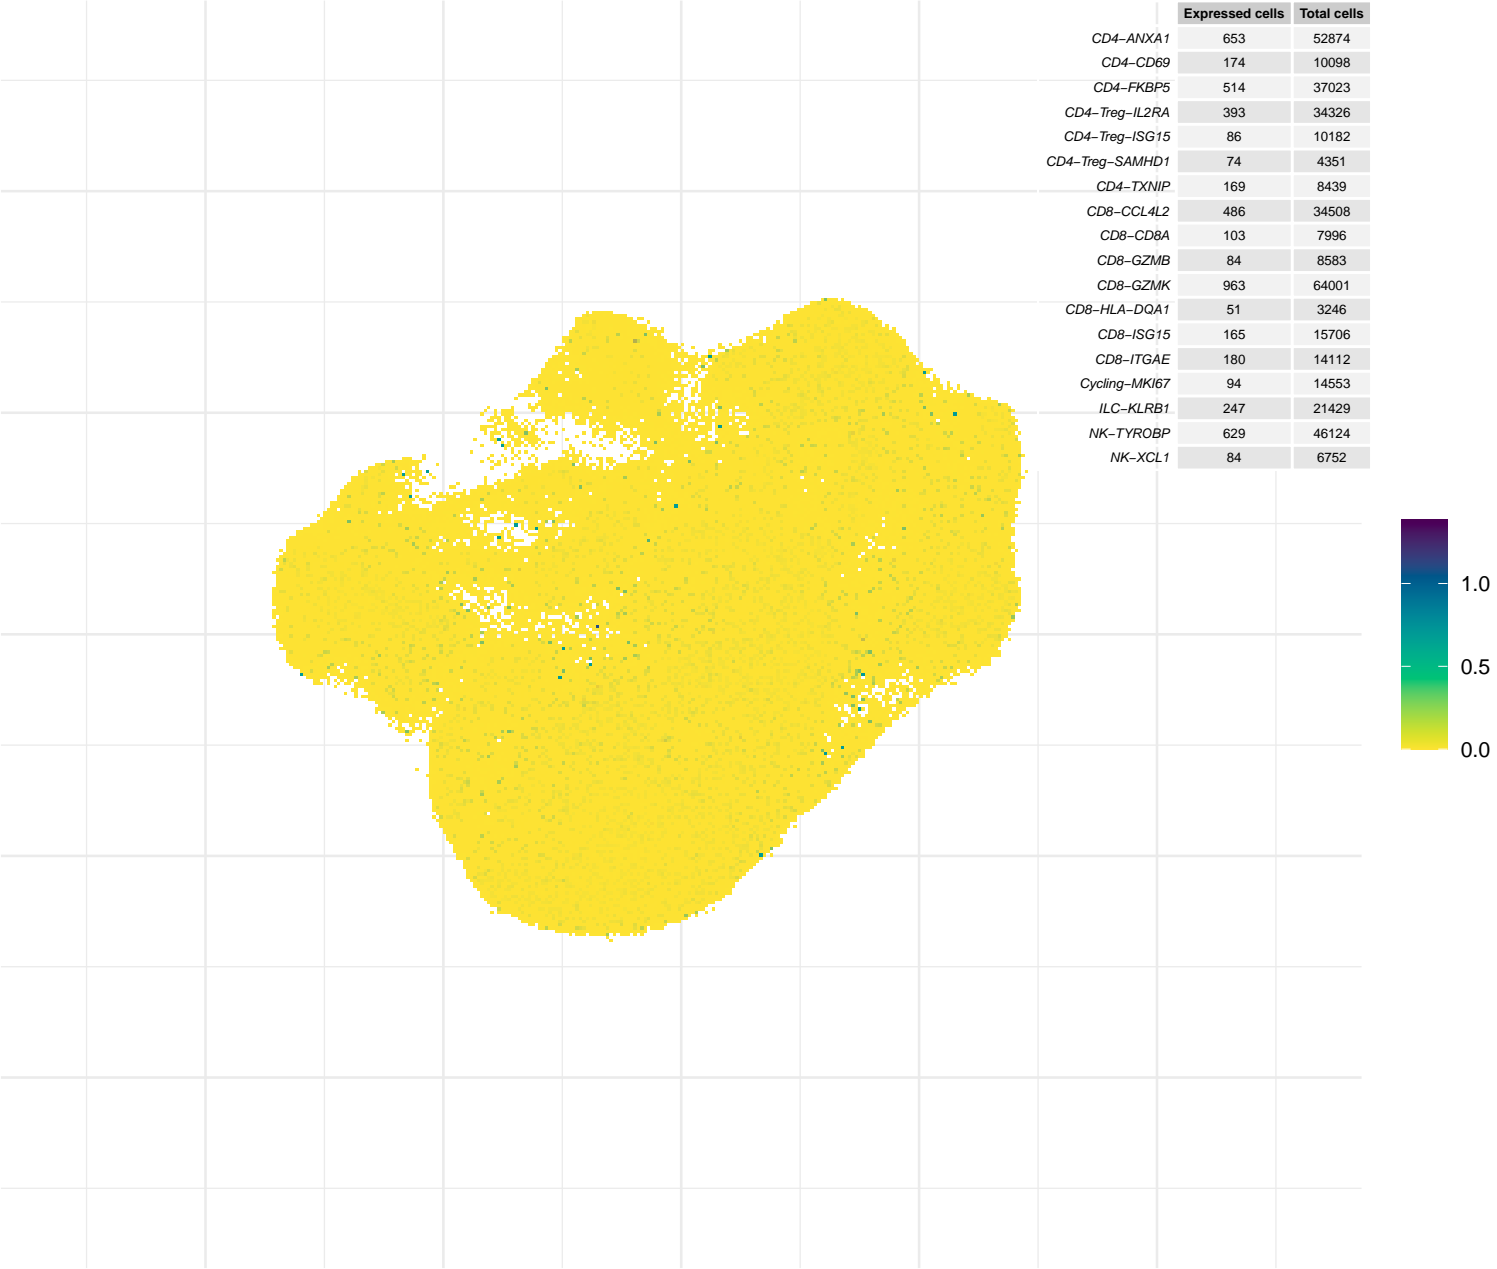 Expressed cells Total cells
CD4−ANXA1 653 52874
CD4−CD69 174 10098
CD4−FKBP5 514 37023
CD4−Treg−IL2RA 393 34326
CD4−Treg−ISG15 86 10182
CD4−Treg−SAMHD1 74 4351
CD4−TXNIP 169 8439
CD8−CCL4L2 486 34508
CD8−CD8A 103 7996
CD8−GZMB 84 8583
CD8−GZMK 963 64001
CD8−HLA−DQA1 51 3246
CD8−ISG15 165 15706
CD8−ITGAE 180 14112
Cycling−MKI67 94 14553
ILC−KLRB1 247 21429
NK−TYROBP 629 46124
NK−XCL1 84 6752
1.0
0.5
0.0